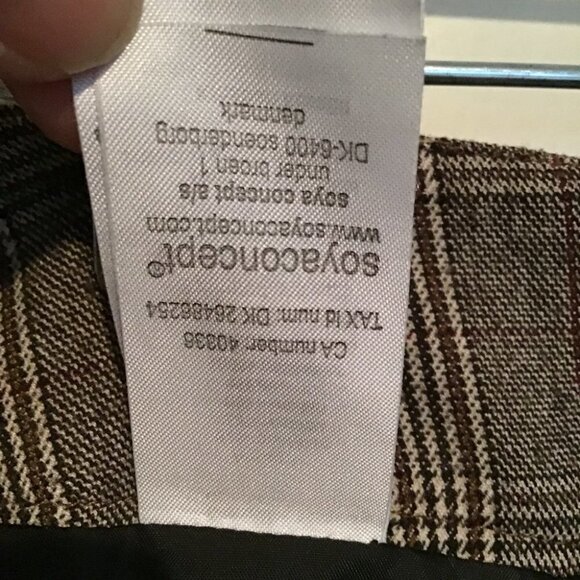 CA number: 40336
TAX Id num: DK 26486254
soyaconcept®
www.soyaconcept.com
soya concept a/s
under broen 1
DK-6400 soenderborg
denmark